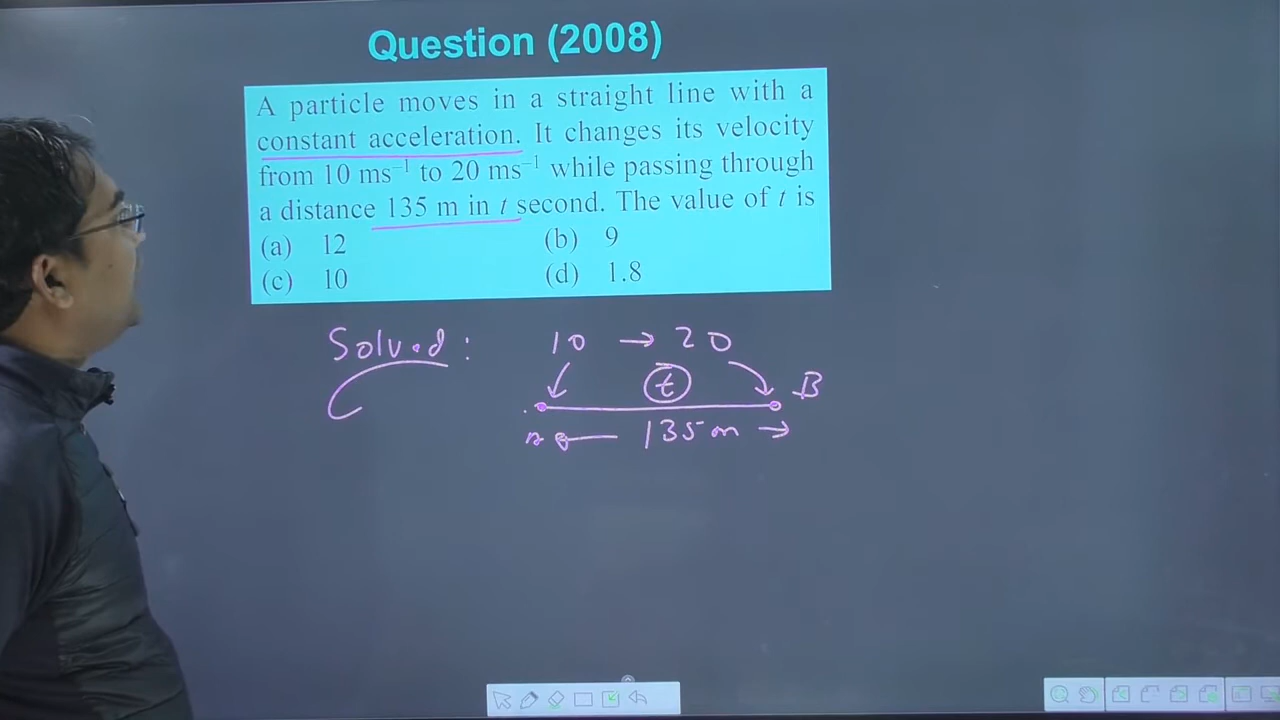 Question (2008)
A particle moves in a straight line with a
constant acceleration. It changes its velocity
from 10 ms⁻¹ to 20 ms⁻¹ while passing through
a distance 135 m in t second. The value of t is
(a) 12 (b) 9
(c) 10 (d) 1.8
Solved : 10 → 20
t B
135m